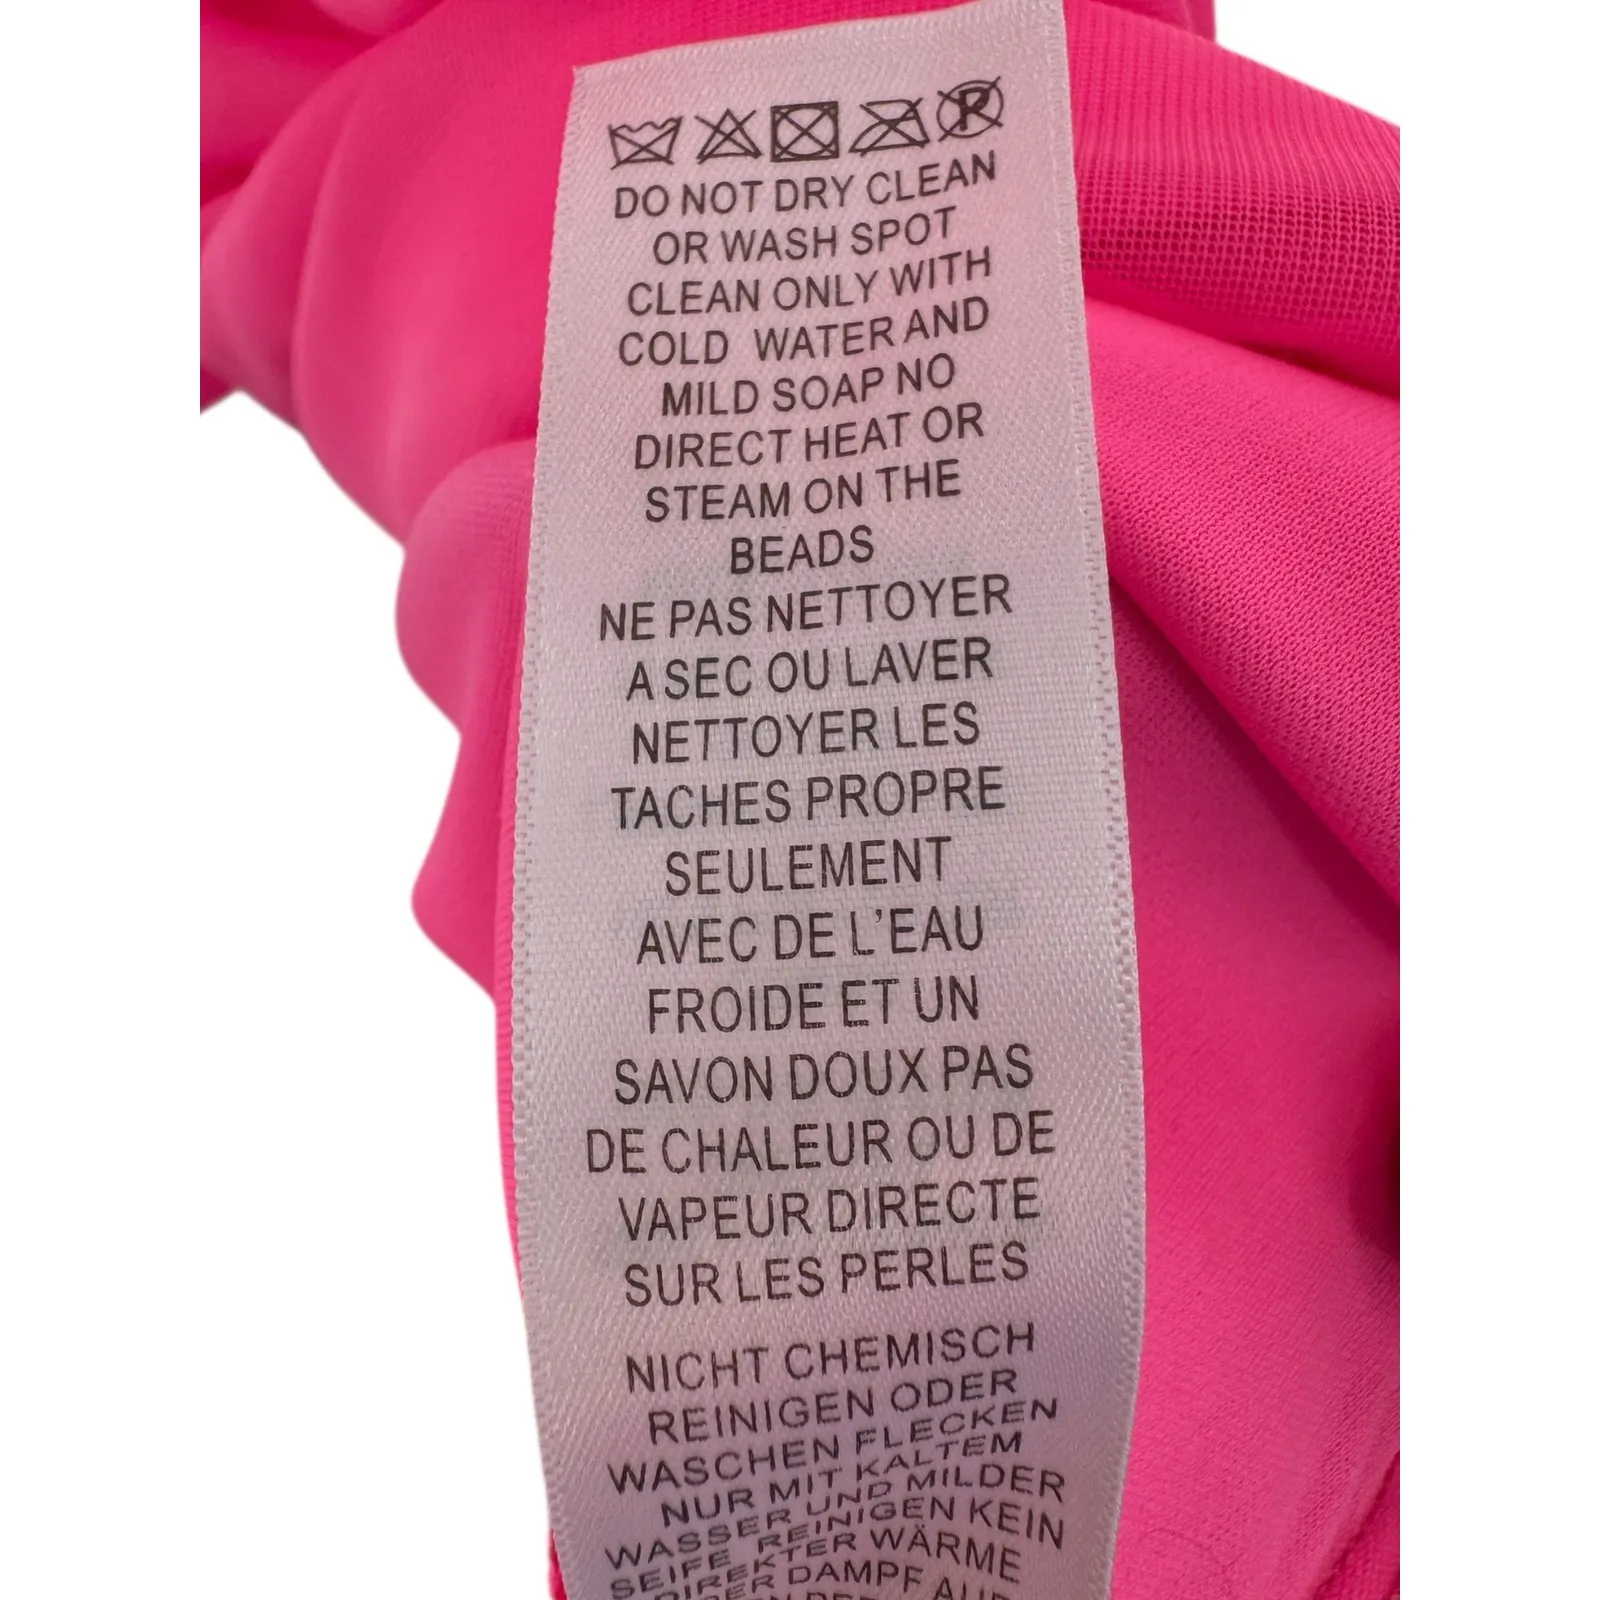 DO NOT DRY CLEAN
OR WASH SPOT
CLEAN ONLY WITH
COLD WATER AND
MILD SOAP NO
DIRECT HEAT OR
STEAM ON THE
BEADS
NE PAS NETTOYER
A SEC OU LAVER
NETTOYER LES
TACHES PROPRE
SEULEMENT
AVEC DE L'EAU
FROIDE ET UN
SAVON DOUX PAS
DE CHALEUR OU DE
VAPEUR DIRECTE
SUR LES PERLES
NICHT CHEMISCH
REINIGEN ODER
WASCHEN FLECKEN
NUR MIT KALTEM
WASSER UND MILDER
SEIFE REINIGEN KEIN
DIREKTER WÄRME
DAMPF